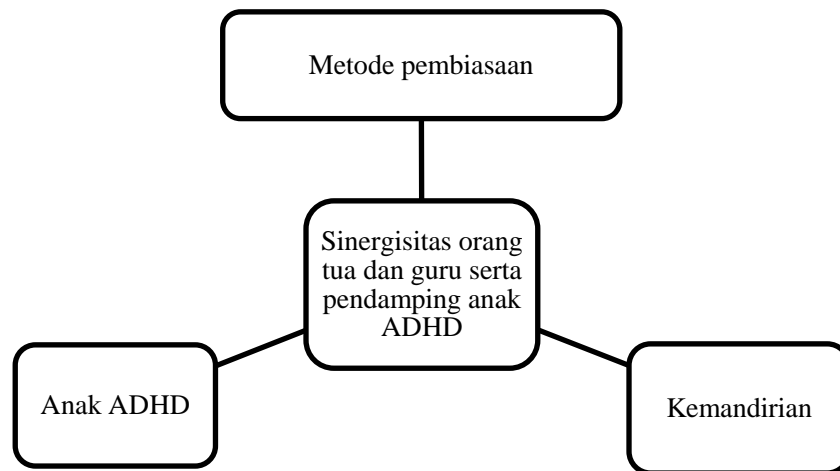 Metode pembiasaan
Sinergisitas orang
tua dan guru serta
pendamping anak
ADHD
Anak ADHD
Kemandirian